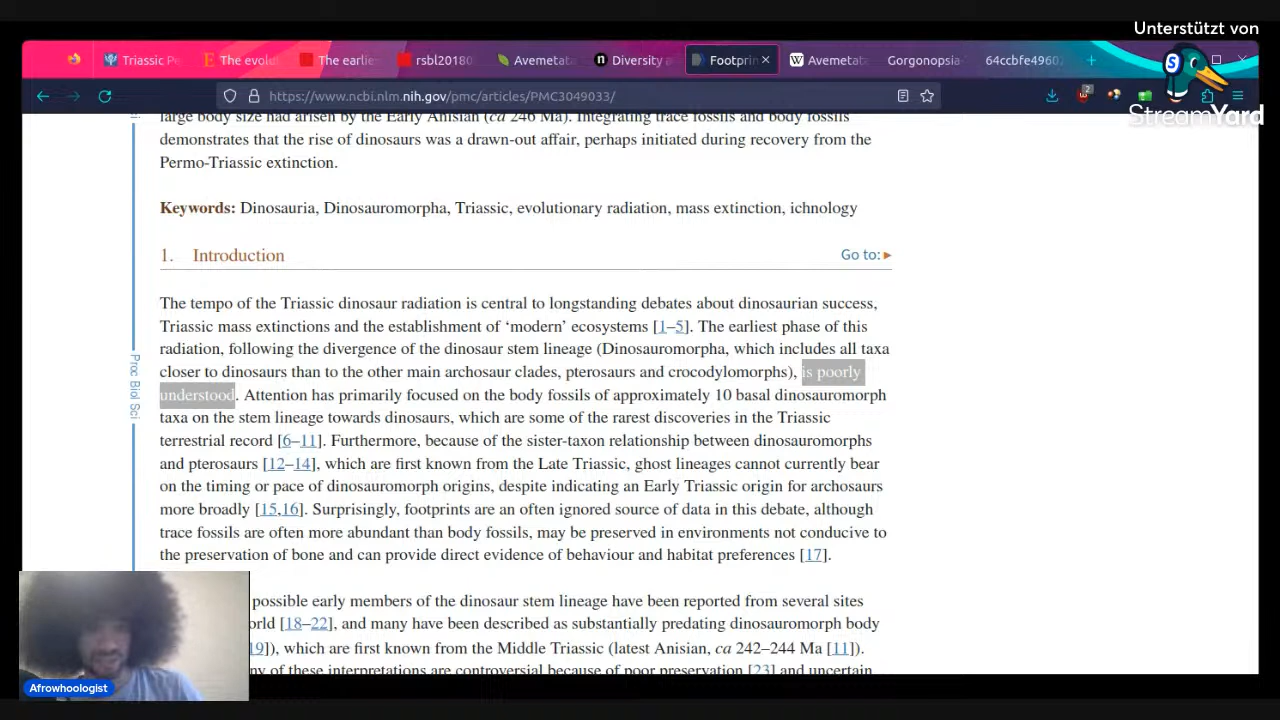 Unterstützt von
StreamYard
Triassic Pe
The evolu
The earlie
rsbl20180
Avemetata
Diversity a
Footprin
Avemetata
Gorgonopsia
64ccbfe4960
https://www.ncbi.nlm.nih.gov/pmc/articles/PMC3049033/
2
large body size had arisen by the Early Anisian (ca 246 Ma). Integrating trace fossils and body fossils
demonstrates that the rise of dinosaurs was a drawn-out affair, perhaps initiated during recovery from the
Permo-Triassic extinction.
Keywords: Dinosauria, Dinosauromorpha, Triassic, evolutionary radiation, mass extinction, ichnology
1. Introduction
Go to:
The tempo of the Triassic dinosaur radiation is central to longstanding debates about dinosaurian success,
Triassic mass extinctions and the establishment of ‘modern’ ecosystems [1–5]. The earliest phase of this
radiation, following the divergence of the dinosaur stem lineage (Dinosauromorpha, which includes all taxa
closer to dinosaurs than to the other main archosaur clades, pterosaurs and crocodylomorphs), is poorly
understood. Attention has primarily focused on the body fossils of approximately 10 basal dinosauromorph
taxa on the stem lineage towards dinosaurs, which are some of the rarest discoveries in the Triassic
terrestrial record [6–11]. Furthermore, because of the sister-taxon relationship between dinosauromorphs
and pterosaurs [12–14], which are first known from the Late Triassic, ghost lineages cannot currently bear
on the timing or pace of dinosauromorph origins, despite indicating an Early Triassic origin for archosaurs
more broadly [15,16]. Surprisingly, footprints are an often ignored source of data in this debate, although
trace fossils are often more abundant than body fossils, may be preserved in environments not conducive to
the preservation of bone and can provide direct evidence of behaviour and habitat preferences [17].
possible early members of the dinosaur stem lineage have been reported from several sites
orld [18–22], and many have been described as substantially predating dinosauromorph body
19]), which are first known from the Middle Triassic (latest Anisian, ca 242–244 Ma [11]).
ny of these interpretations are controversial because of poor preservation [23] and uncertain
Proc Biol Sci
Afrowhoologist